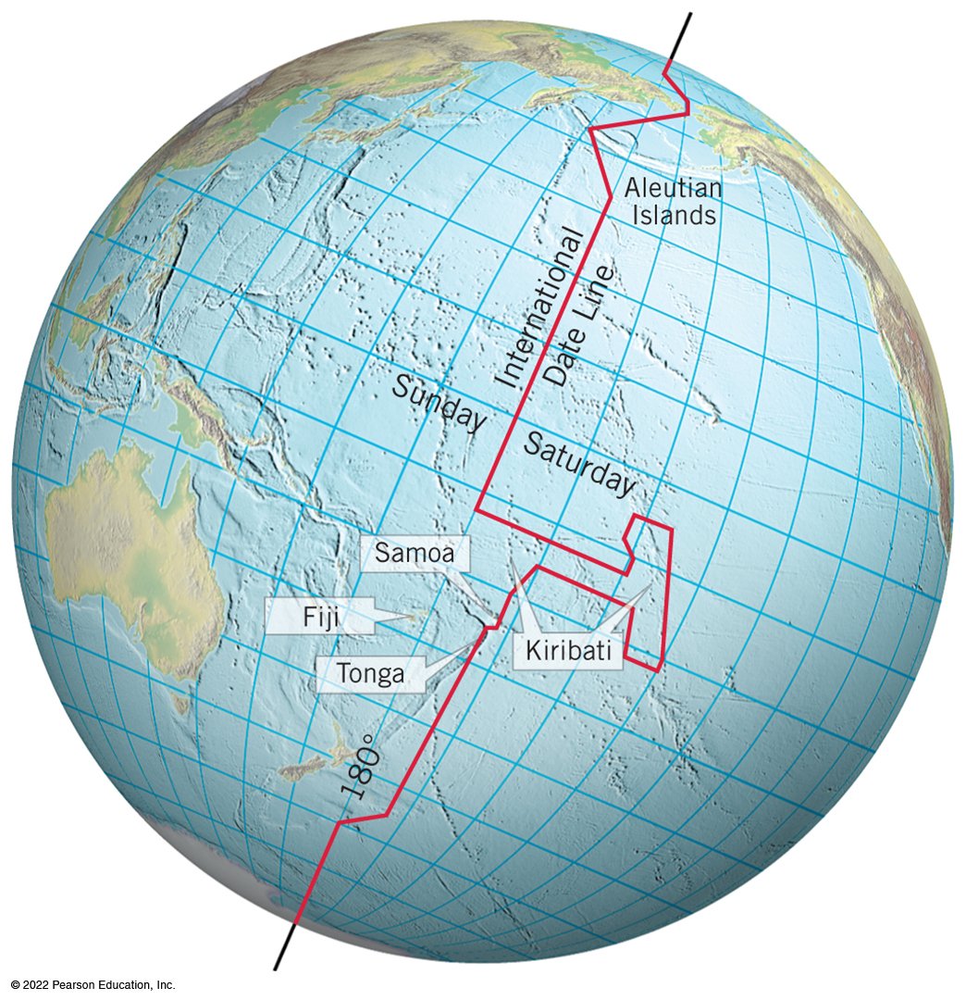 Aleutian
Islands
International
Date Line
Sunday
Saturday
Samoa
Fiji
Kiribati
Tonga
180°
© 2022 Pearson Education, Inc.